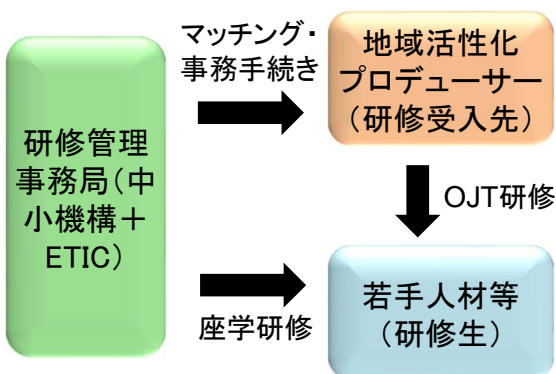 マッチング・
事務手続き
地域活性化
プロデューサー
（研修受入先）
研修管理
事務局（中
小機構＋
ETIC）
OJT研修
座学研修
若手人材等
（研修生）